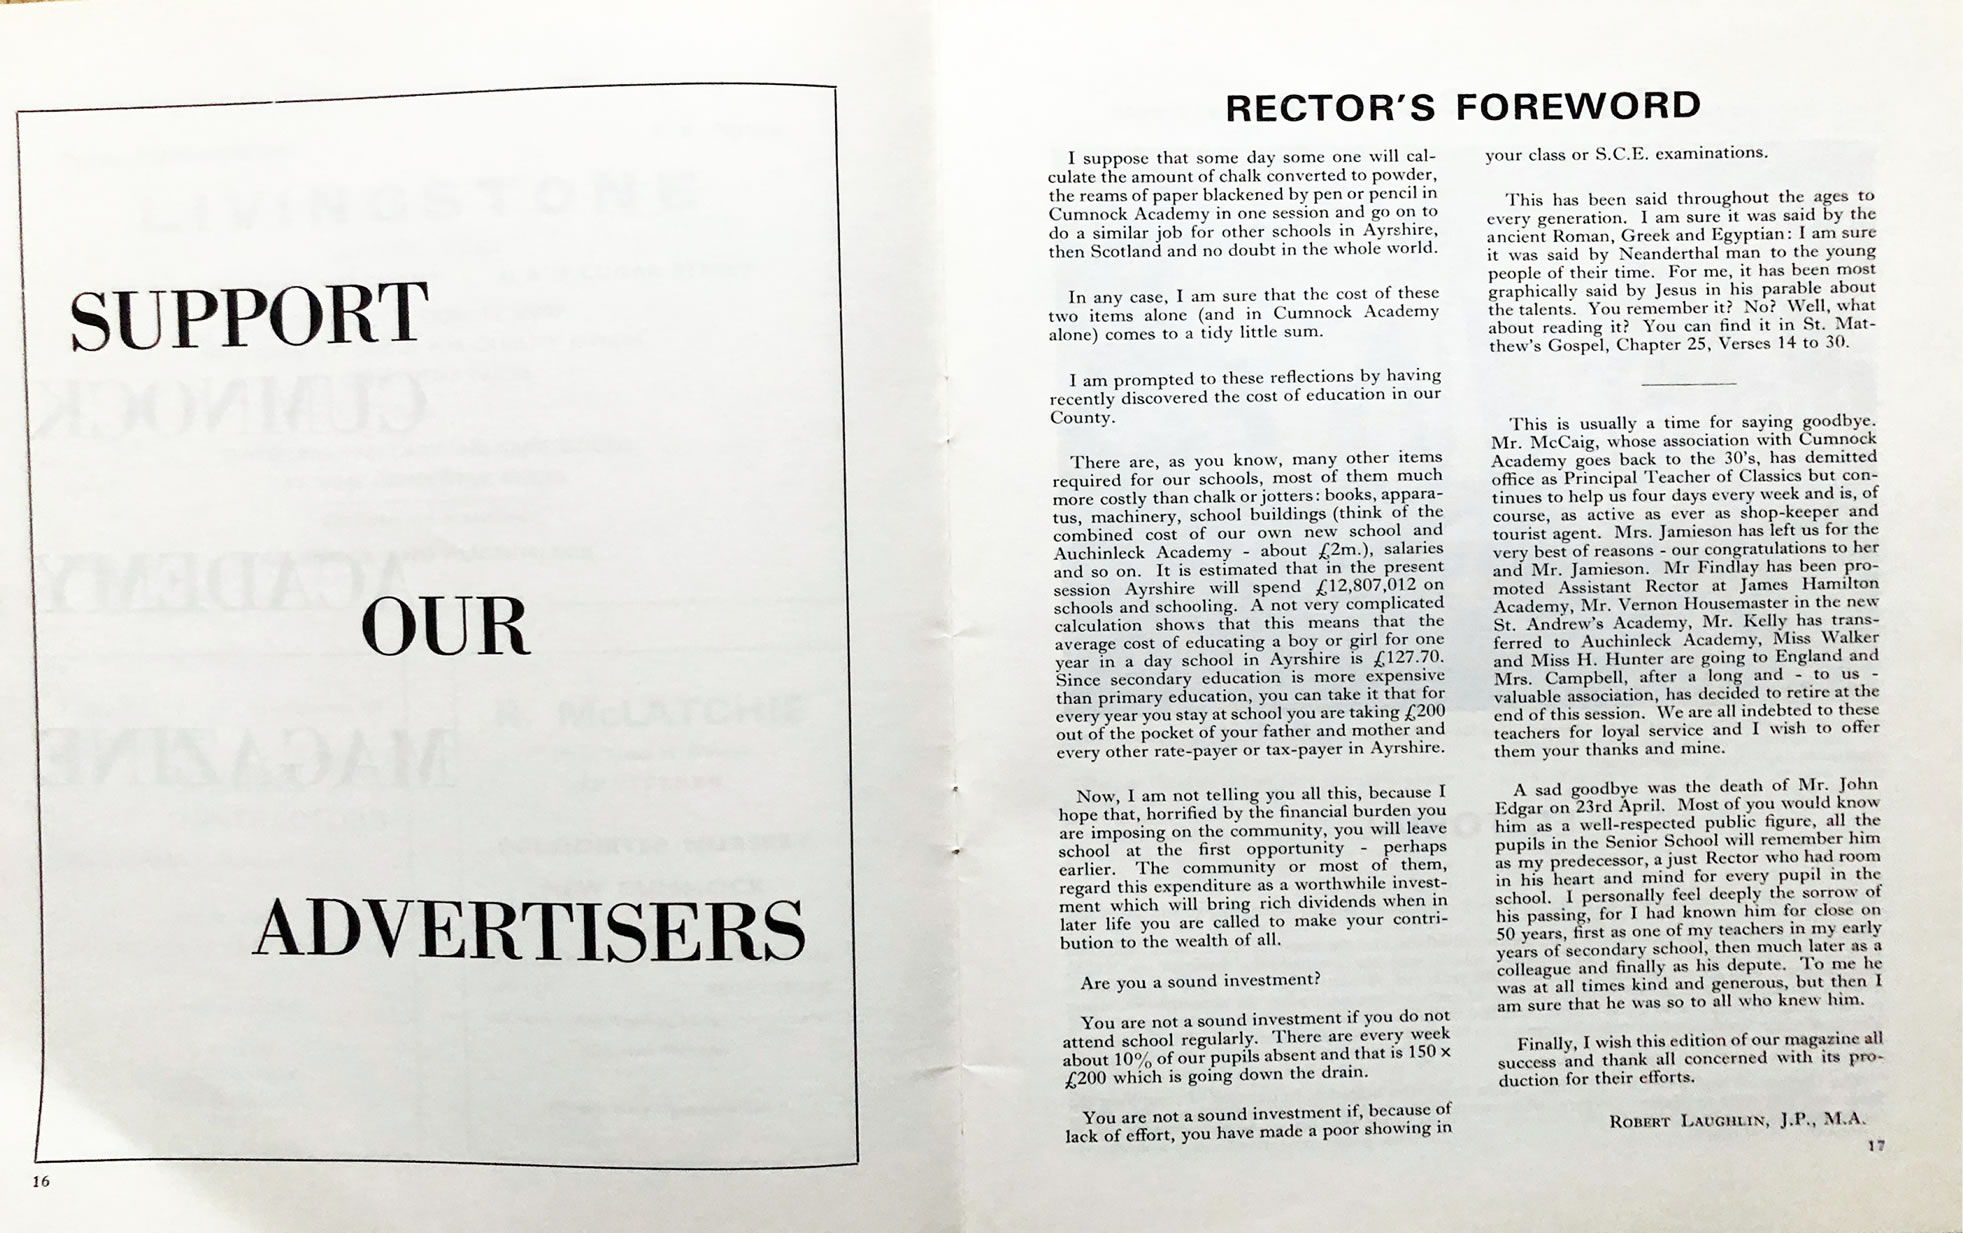 SUPPORT
OUR
ADVERTISERS
16
RECTOR'S FOREWORD
I suppose that some day some one will cal-
culate the amount of chalk converted to powder,
the reams of paper blackened by pen or pencil in
Cumnock Academy in one session and go on to
do a similar job for other schools in Ayrshire,
then Scotland and no doubt in the whole world.
In any case, I am sure that the cost of these
two items alone (and in Cumnock Academy
alone) comes to a tidy little sum.
I am prompted to these reflections by having
recently discovered the cost of education in our
County.
There are, as you know, many other items
required for our schools, most of them much
more costly than chalk or jotters: books, appara-
tus, machinery, school buildings (think of the
combined cost of our own new school and
Auchinleck Academy - about £2m.), salaries
and so on. It is estimated that in the present
session Ayrshire will spend £12,807,012 on
schools and schooling. A not very complicated
calculation shows that this means that the
average cost of educating a boy or girl for one
year in a day school in Ayrshire is £127.70.
Since secondary education is more expensive
than primary education, you can take it that for
every year you stay at school you are taking £200
out of the pocket of your father and mother and
every other rate-payer or tax-payer in Ayrshire.
Now, I am not telling you all this, because I
hope that, horrified by the financial burden you
are imposing on the community, you will leave
school at the first opportunity - perhaps
earlier. The community or most of them,
regard this expenditure as a worthwhile invest-
ment which will bring rich dividends when in
later life you are called to make your contri-
bution to the wealth of all.
Are you a sound investment?
You are not a sound investment if you do not
attend school regularly. There are every week
about 10% of our pupils absent and that is 150 x
£200 which is going down the drain.
You are not a sound investment if, because of
lack of effort, you have made a poor showing in
your class or S.C.E. examinations.
This has been said throughout the ages to
every generation. I am sure it was said by the
ancient Roman, Greek and Egyptian: I am sure
it was said by Neanderthal man to the young
people of their time. For me, it has been most
graphically said by Jesus in his parable about
the talents. You remember it? No? Well, what
about reading it? You can find it in St. Mat-
thew's Gospel, Chapter 25, Verses 14 to 30.
This is usually a time for saying goodbye.
Mr. McCaig, whose association with Cumnock
Academy goes back to the 30's, has demitted
office as Principal Teacher of Classics but con-
tinues to help us four days every week and is, of
course, as active as ever as shop-keeper and
tourist agent. Mrs. Jamieson has left us for the
very best of reasons - our congratulations to her
and Mr. Jamieson. Mr Findlay has been pro-
moted Assistant Rector at James Hamilton
Academy, Mr. Vernon Housemaster in the new
St. Andrew's Academy, Mr. Kelly has trans-
ferred to Auchinleck Academy, Miss Walker
and Miss H. Hunter are going to England and
Mrs. Campbell, after a long and - to us -
valuable association, has decided to retire at the
end of this session. We are all indebted to these
teachers for loyal service and I wish to offer
them your thanks and mine.
A sad goodbye was the death of Mr. John
Edgar on 23rd April. Most of you would know
him as a well-respected public figure, all the
pupils in the Senior School will remember him
as my predecessor, a just Rector who had room
in his heart and mind for every pupil in the
school. I personally feel deeply the sorrow of
his passing, for I had known him for close on
50 years, first as one of my teachers in my early
years of secondary school, then much later as a
colleague and finally as his depute. To me he
was at all times kind and generous, but then I
am sure that he was so to all who knew him.
Finally, I wish this edition of our magazine all
success and thank all concerned with its pro-
duction for their efforts.
ROBERT LAUGHLIN, J.P., M.A.
17